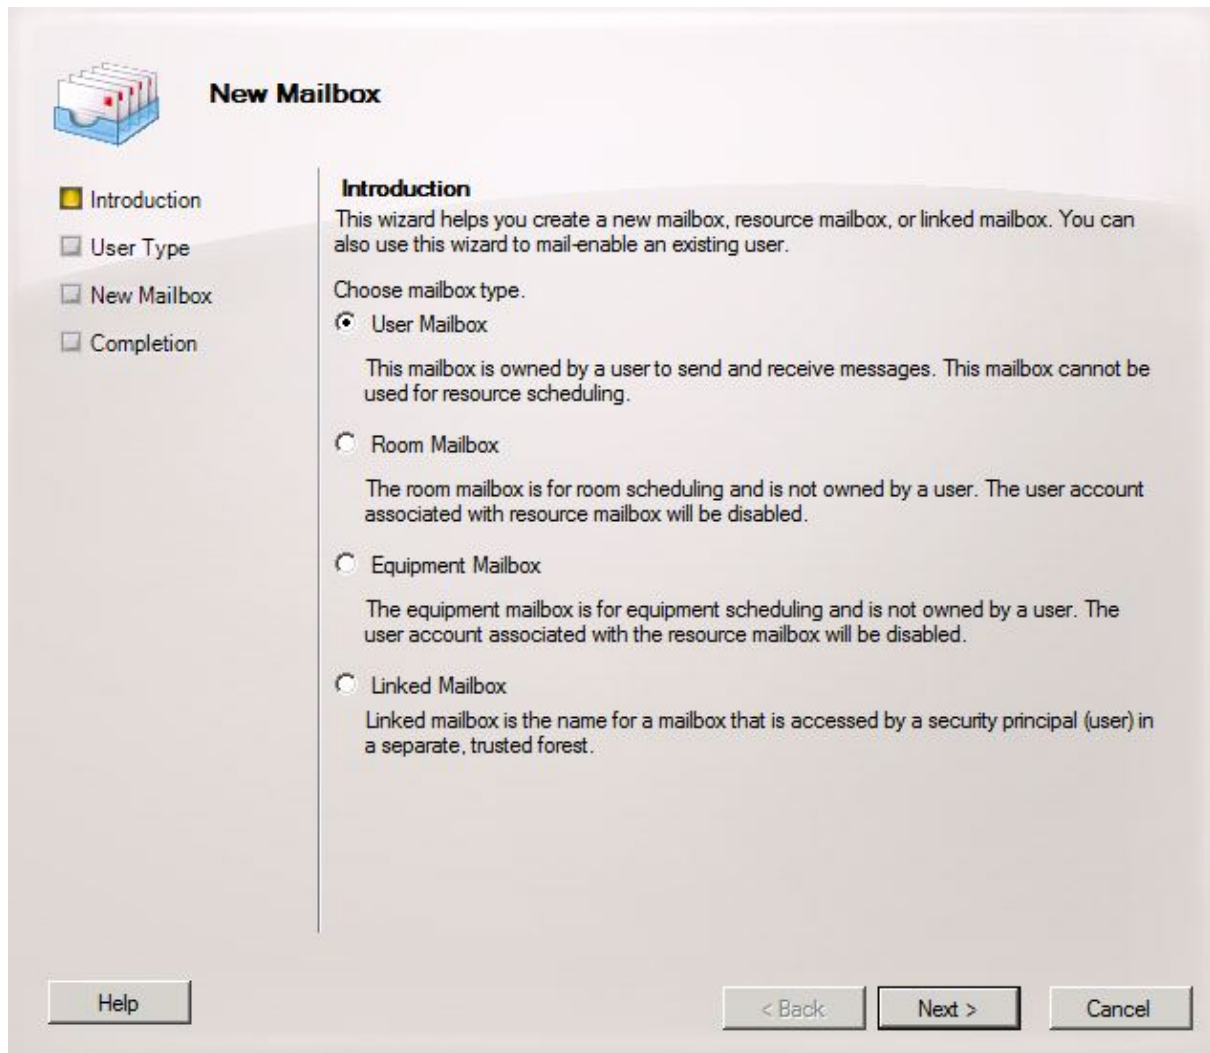 New Mailbox
Introduction
User Type
New Mailbox
Completion
Introduction
This wizard helps you create a new mailbox, resource mailbox, or linked mailbox. You can
also use this wizard to mail-enable an existing user.
Choose mailbox type.
User Mailbox
This mailbox is owned by a user to send and receive messages. This mailbox cannot be
used for resource scheduling.
Room Mailbox
The room mailbox is for room scheduling and is not owned by a user. The user account
associated with resource mailbox will be disabled.
Equipment Mailbox
The equipment mailbox is for equipment scheduling and is not owned by a user. The
user account associated with the resource mailbox will be disabled.
Linked Mailbox
Linked mailbox is the name for a mailbox that is accessed by a security principal (user) in
a separate, trusted forest.
Help
< Back
Next >
Cancel